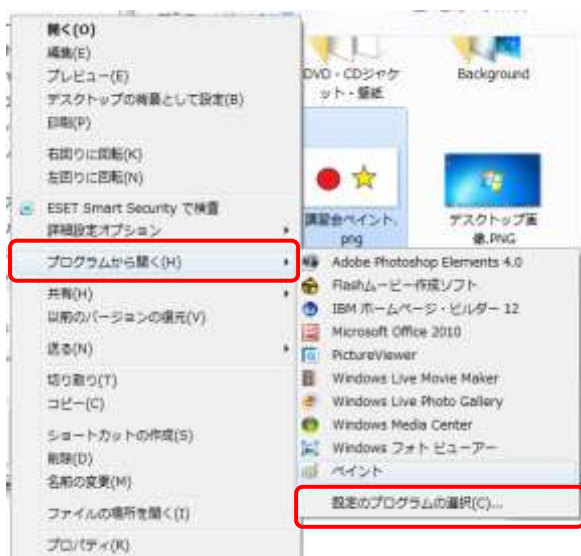 開く(O)
編集(E)
プレビュー(E)
デスクトップの背景として設定(B)
印刷(P)
右回りに回転(K)
左回りに回転(N)
ESET Smart Security で検査
詳細設定オプション
プログラムから開く(H)
共有(H)
以前のバージョンの復元(V)
送る(N)
切り取り(T)
コピー(C)
ショートカットの作成(S)
削除(D)
名前の変更(M)
ファイルの場所を開く(I)
プロパティ(R)
DVD・CDジャケ
ット・壁紙
Background
講習会ペイント.
png
デスクトップ画
像.PNG
Adobe Photoshop Elements 4.0
Flashムービー作成ソフト
IBM ホームページ・ビルダー 12
Microsoft Office 2010
PictureViewer
Windows Live Movie Maker
Windows Live Photo Gallery
Windows Media Center
Windows フォト ビューアー
ペイント
既定のプログラムの選択(C)...